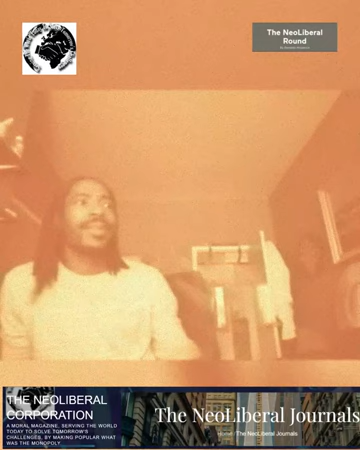 The NeoLiberal
Round
THE NEOLIBERAL
CORPORATION
A MORAL MAGAZINE, SERVING THE WORLD
TODAY TO SOLVE TOMORROW'S
CHALLENGES, BY MAKING POPULAR WHAT
WAS THE MONOPOLY.
The NeoLiberal Journals
Home / The NeoLiberal Journals